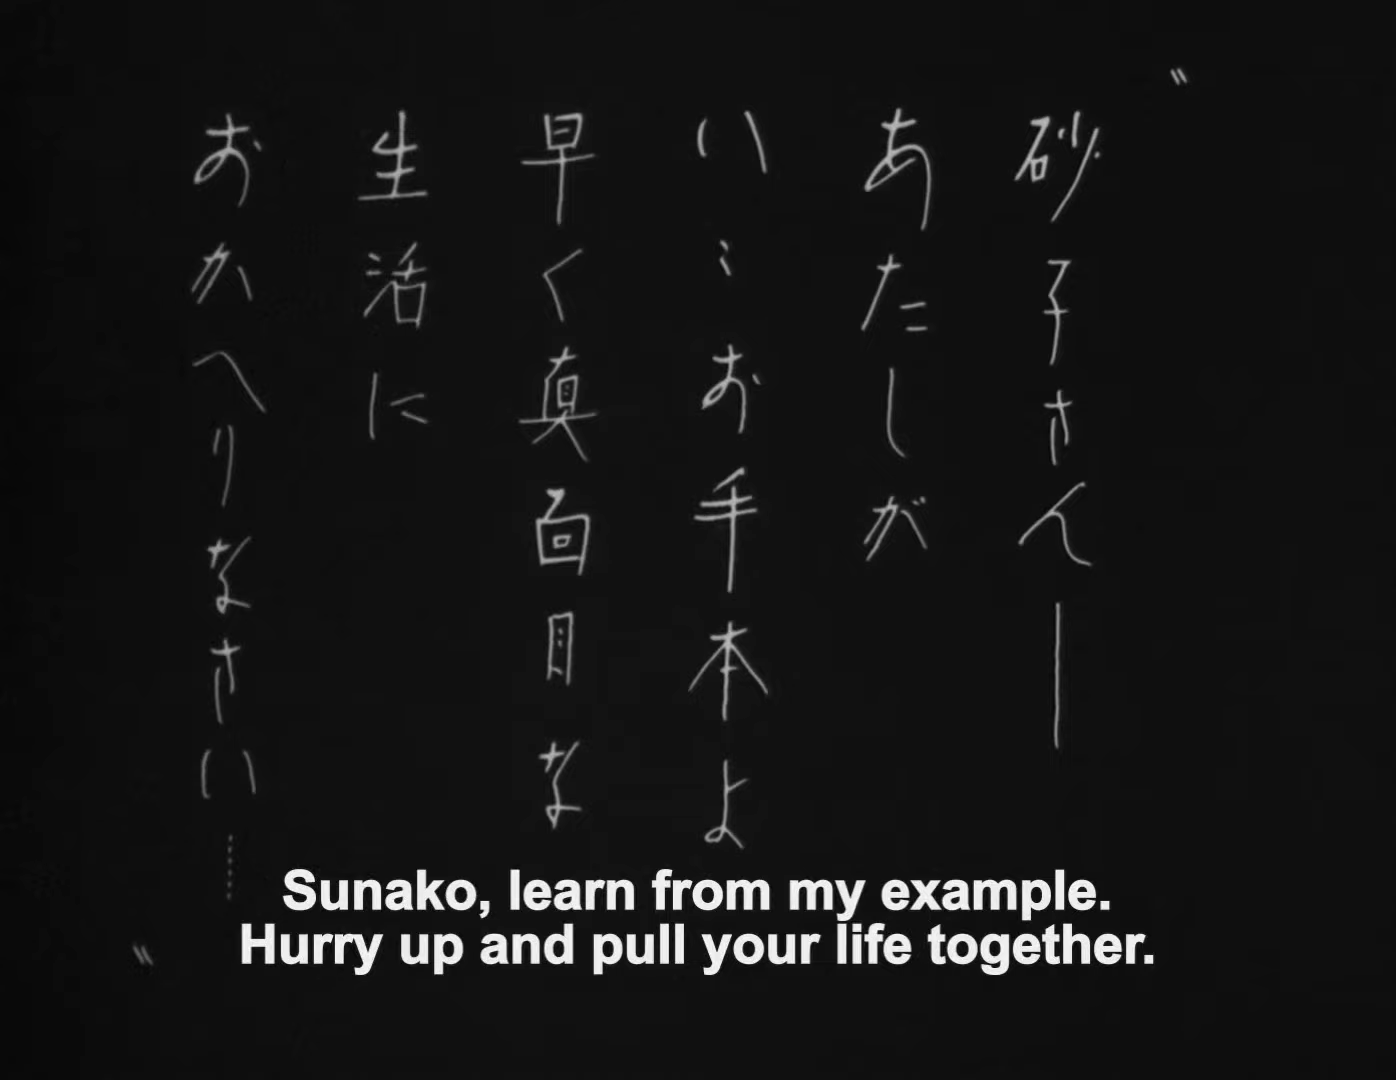 〃
砂子さん—
あたしが
いゝお手本よ
早く真面目な
生活に
おかへりなさい……
〃
Sunako, learn from my example.
Hurry up and pull your life together.